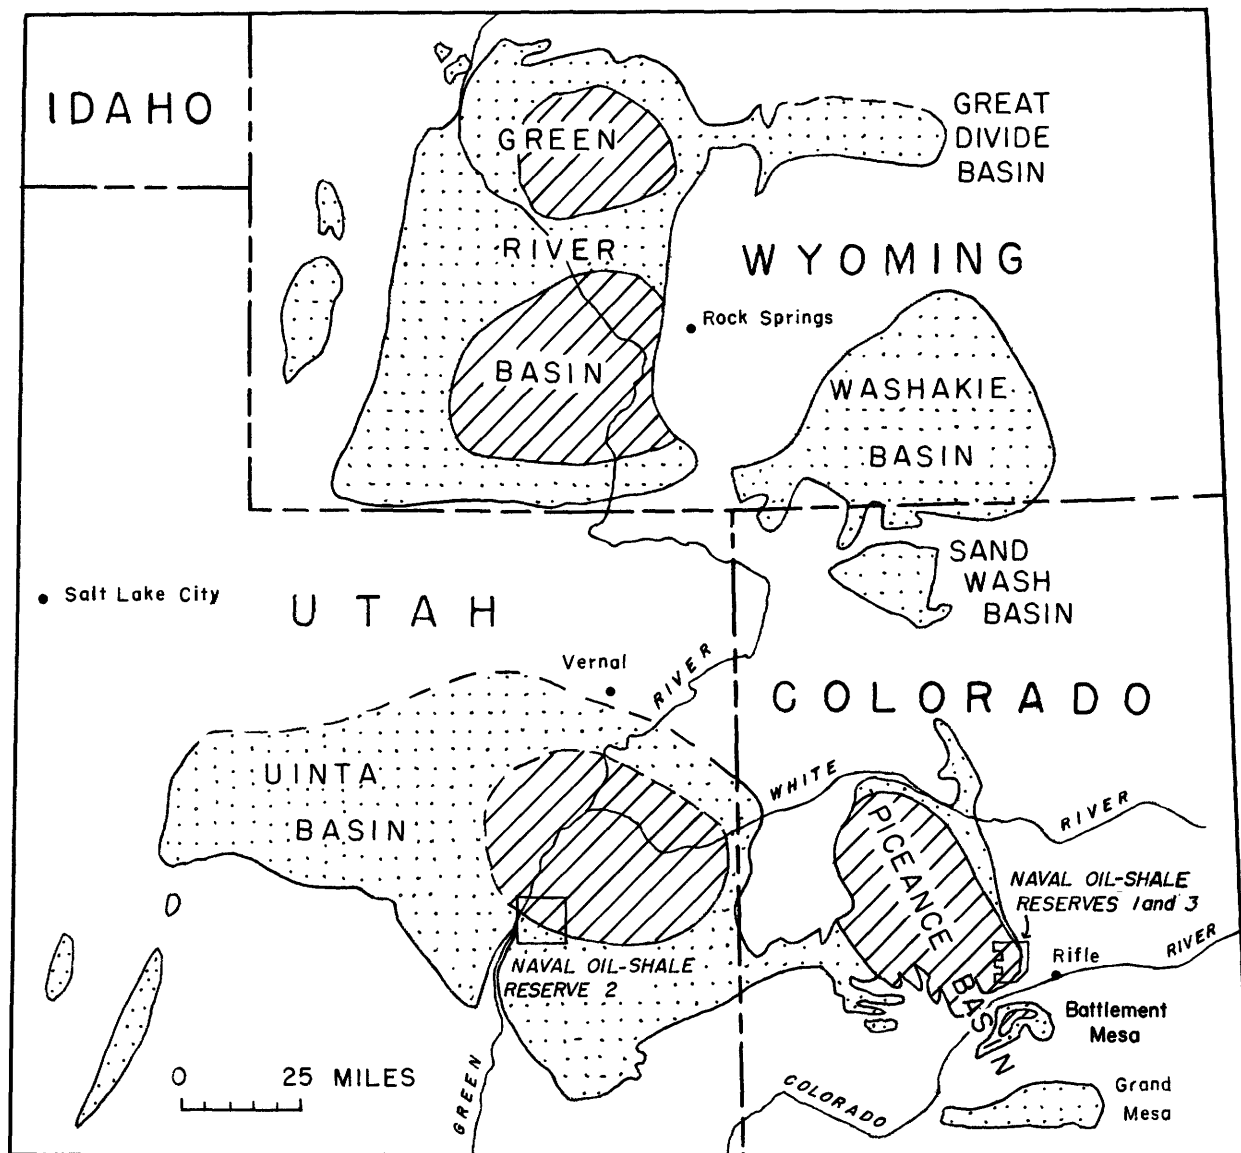 IDAHO
GREAT
DIVIDE
BASIN
GREEN
RIVER
BASIN
WYOMING
Rock Springs
WASHAKIE
BASIN
SAND
WASH
BASIN
Salt Lake City
UTAH
Vernal
RIVER
COLORADO
UINTA
BASIN
WHITE
RIVER
PICEANCE
BASIN
NAVAL OIL-SHALE
RESERVES 1 and 3
RIVER
Rifle
NAVAL OIL-SHALE
RESERVE 2
Battlement
Mesa
0 25 MILES
GREEN
COLORADO
Grand
Mesa